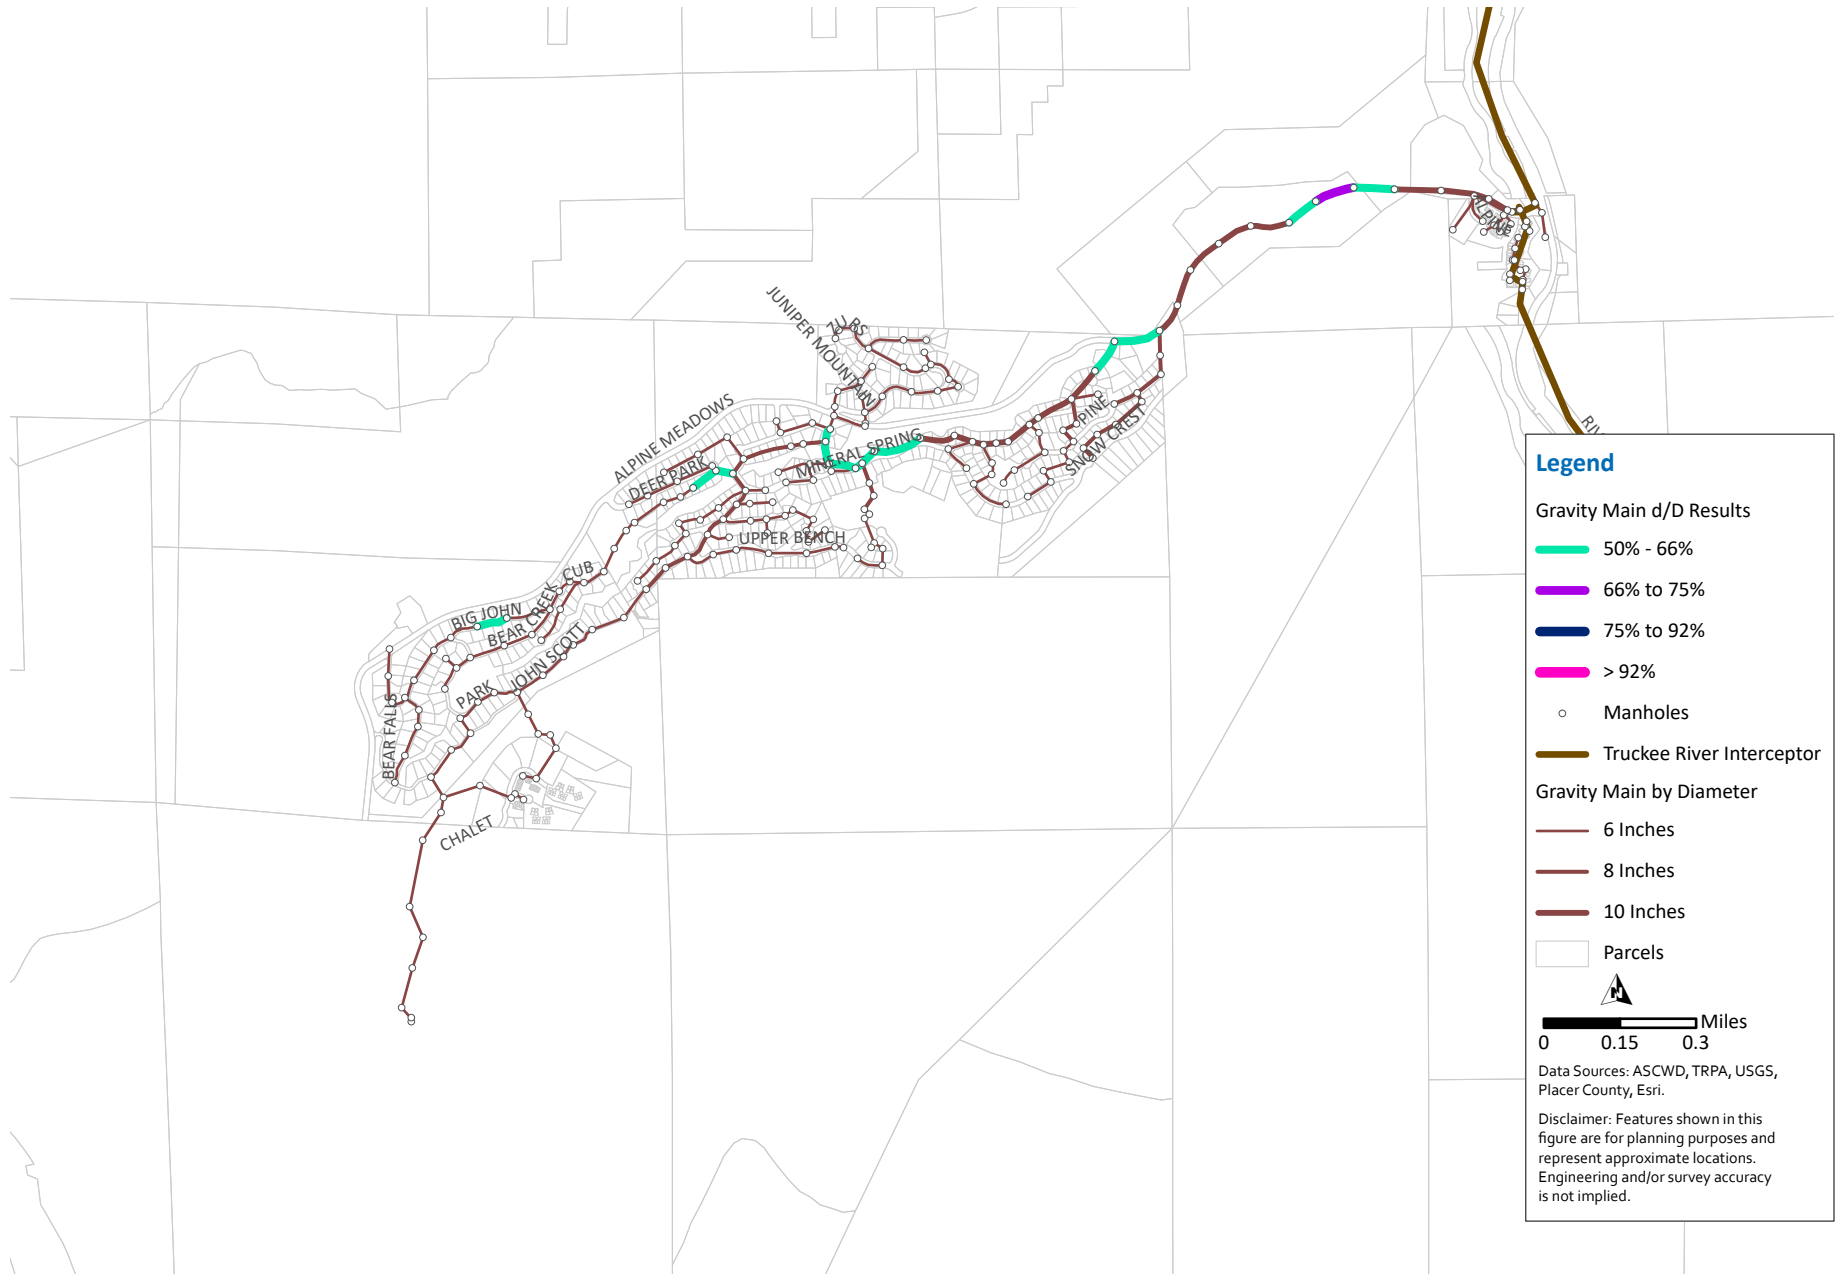 ALPINE
JUNIPER MOUNTAIN
ALPINE MEADOWS
DEER PARK
MINERAL SPRING
PINE
SNOW CREST
UPPER BENCH
CUB
BIG JOHN
BEAR CREEK
JOHN SCOTT
PARK
BEAR FALLS
CHALET
Legend
Gravity Main d/D Results
50% - 66%
66% to 75%
75% to 92%
> 92%
Manholes
Truckee River Interceptor
Gravity Main by Diameter
6 Inches
8 Inches
10 Inches
Parcels
N
Miles
0 0.15 0.3
Data Sources: ASCWD, TRPA, USGS,
Placer County, Esri.
Disclaimer: Features shown in this
figure are for planning purposes and
represent approximate locations.
Engineering and/or survey accuracy
is not implied.